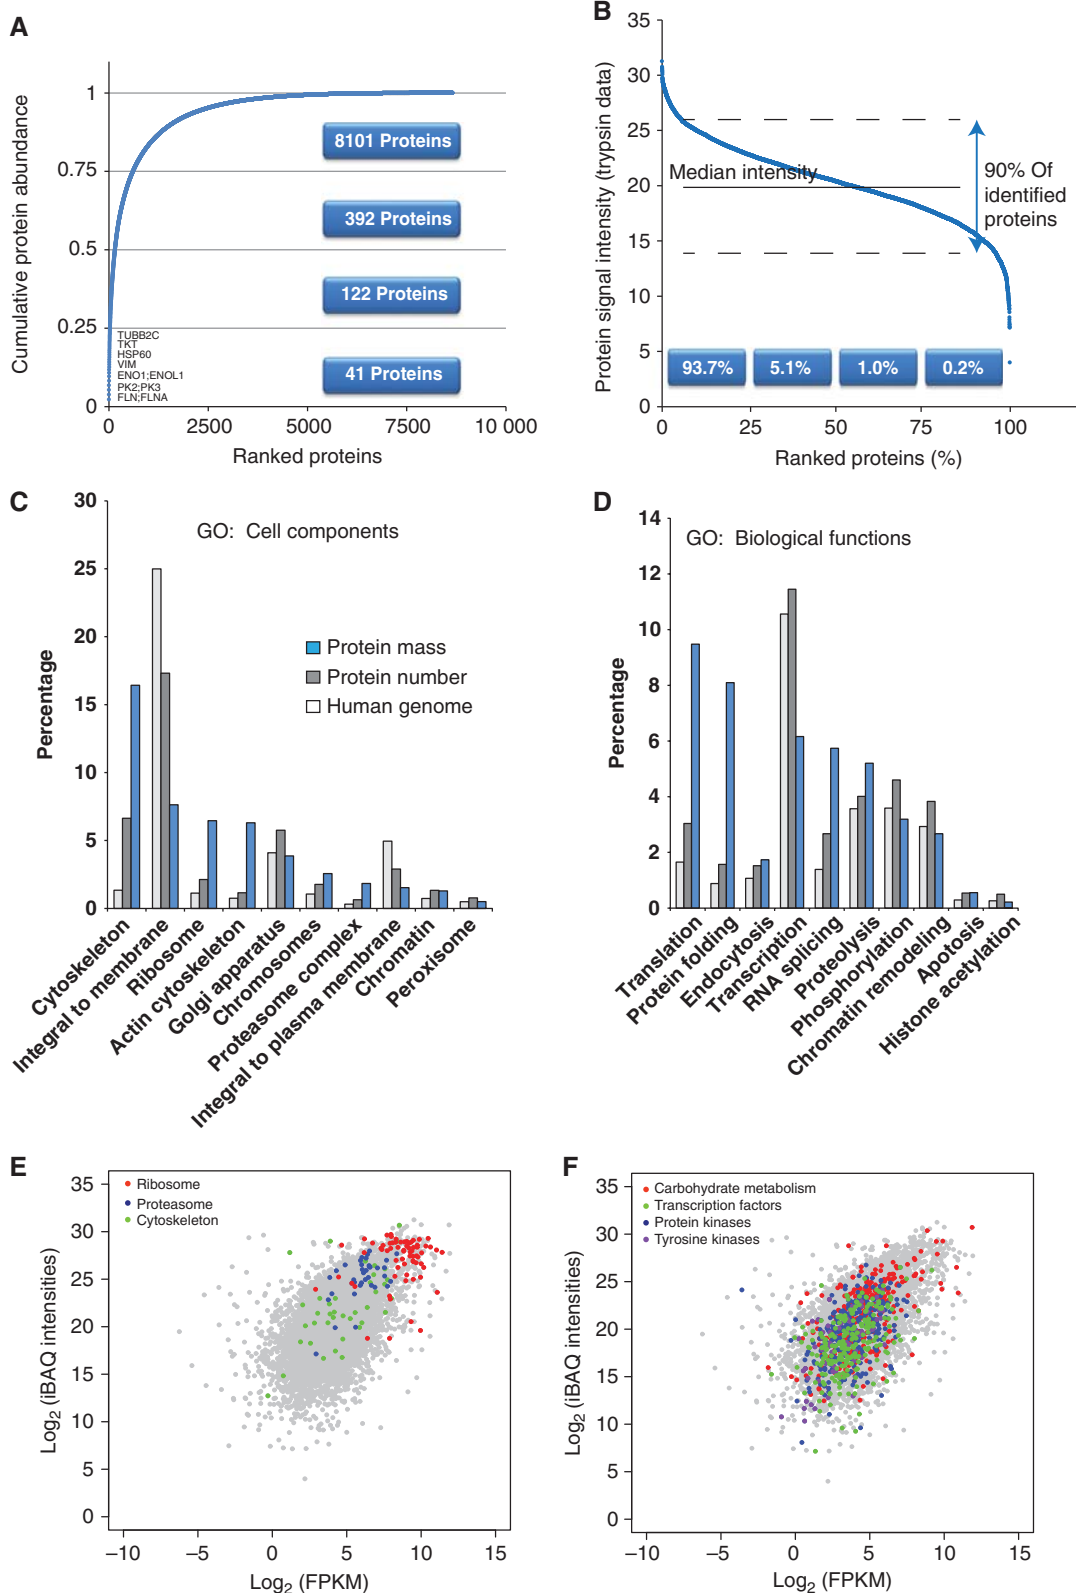 A
Cumulative protein abundance
1
0.75
0.5
0.25
0
8101 Proteins
392 Proteins
122 Proteins
41 Proteins
TUBB2C
TKT
HSP60
VIM
ENO1;ENOL1
PK2;PK3
FLN;FLNA
0
2500
5000
7500
10 000
Ranked proteins
B
Protein signal intensity (trypsin data)
35
30
25
20
15
10
5
0
Median intensity
90% Of
identified
proteins
93.7%
5.1%
1.0%
0.2%
0
25
50
75
100
Ranked proteins (%)
C
Percentage
30
25
20
15
10
5
0
GO: Cell components
Protein mass
Protein number
Human genome
Cytoskeleton
Integral to membrane
Ribosome
Actin cytoskeleton
Golgi apparatus
Chromosomes
Proteasome complex
Integral to plasma membrane
Chromatin
Peroxisome
D
Percentage
14
12
10
8
6
4
2
0
GO: Biological functions
Translation
Protein folding
Endocytosis
Transcription
RNA splicing
Proteolysis
Phosphorylation
Chromatin remodeling
Apotosis
Histone acetylation
E
Log2 (iBAQ intensities)
35
30
25
20
15
10
5
0
Ribosome
Proteasome
Cytoskeleton
−10
−5
0
5
10
15
Log2 (FPKM)
F
Log2 (iBAQ intensities)
35
30
25
20
15
10
5
0
Carbohydrate metabolism
Transcription factors
Protein kinases
Tyrosine kinases
−10
−5
0
5
10
15
Log2 (FPKM)